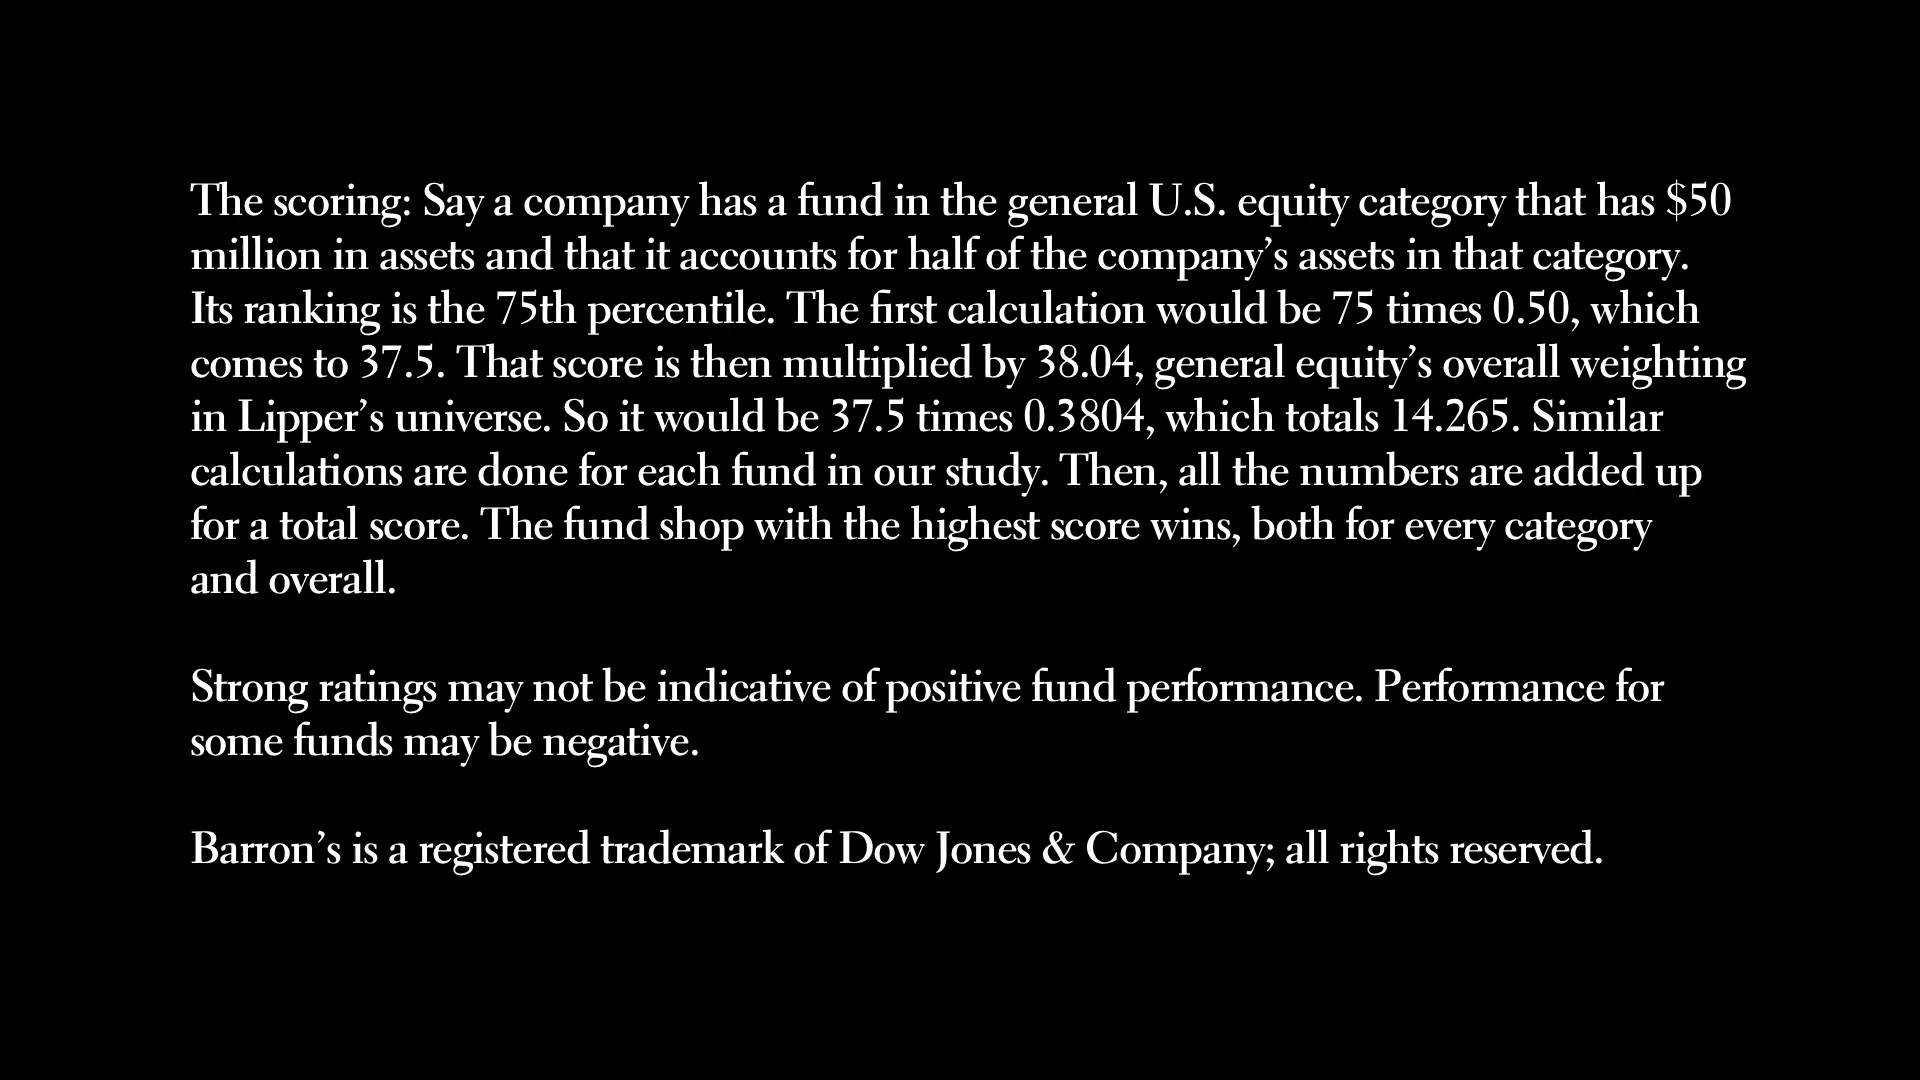 The scoring: Say a company has a fund in the general U.S. equity category that has $50
million in assets and that it accounts for half of the company’s assets in that category.
Its ranking is the 75th percentile. The first calculation would be 75 times 0.50, which
comes to 37.5. That score is then multiplied by 38.04, general equity’s overall weighting
in Lipper’s universe. So it would be 37.5 times 0.3804, which totals 14.265. Similar
calculations are done for each fund in our study. Then, all the numbers are added up
for a total score. The fund shop with the highest score wins, both for every category
and overall.
Strong ratings may not be indicative of positive fund performance. Performance for
some funds may be negative.
Barron’s is a registered trademark of Dow Jones & Company; all rights reserved.